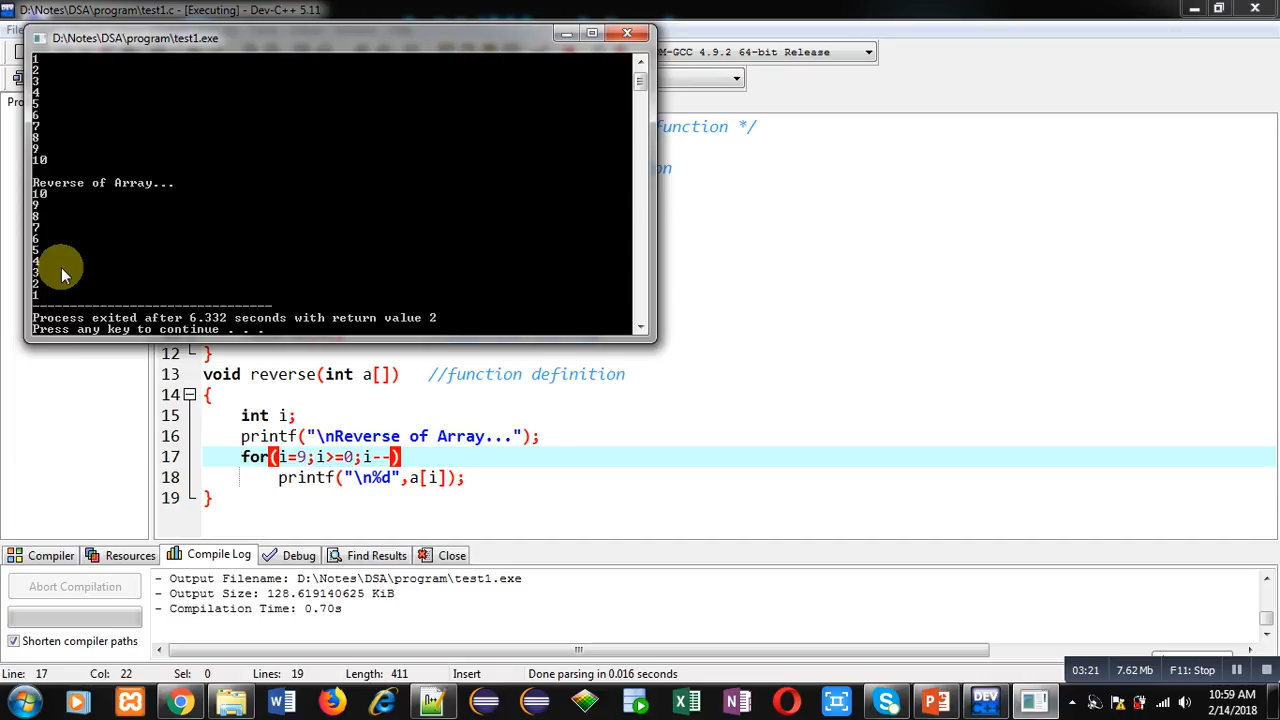 D:\Notes\DSA\program\test1.c - [Executing] - Dev-C++ 5.11
D:\Notes\DSA\program\test1.exe
1
2
3
4
5
6
7
8
9
10
Reverse of Array...
10
9
8
7
6
5
4
3
2
1
--------------------------------
Process exited after 6.332 seconds with return value 2
Press any key to continue . . .
M-GCC 4.9.2 64-bit Release
function */
on
12 }
13 void reverse(int a[]) //function definition
14 {
15 int i;
16 printf("\nReverse of Array...");
17 for(i=9;i>=0;i--)
18 printf("\n%d",a[i]);
19 }
Compiler Resources Compile Log Debug Find Results Close
Abort Compilation
Shorten compiler paths
- Output Filename: D:\Notes\DSA\program\test1.exe
- Output Size: 128.619140625 KiB
- Compilation Time: 0.70s
Line: 17 Col: 22 Sel: 0 Lines: 19 Length: 411 Insert Done parsing in 0.016 seconds
03:21 7.62 Mb F11: Stop
DEV
10:59 AM
2/14/2018